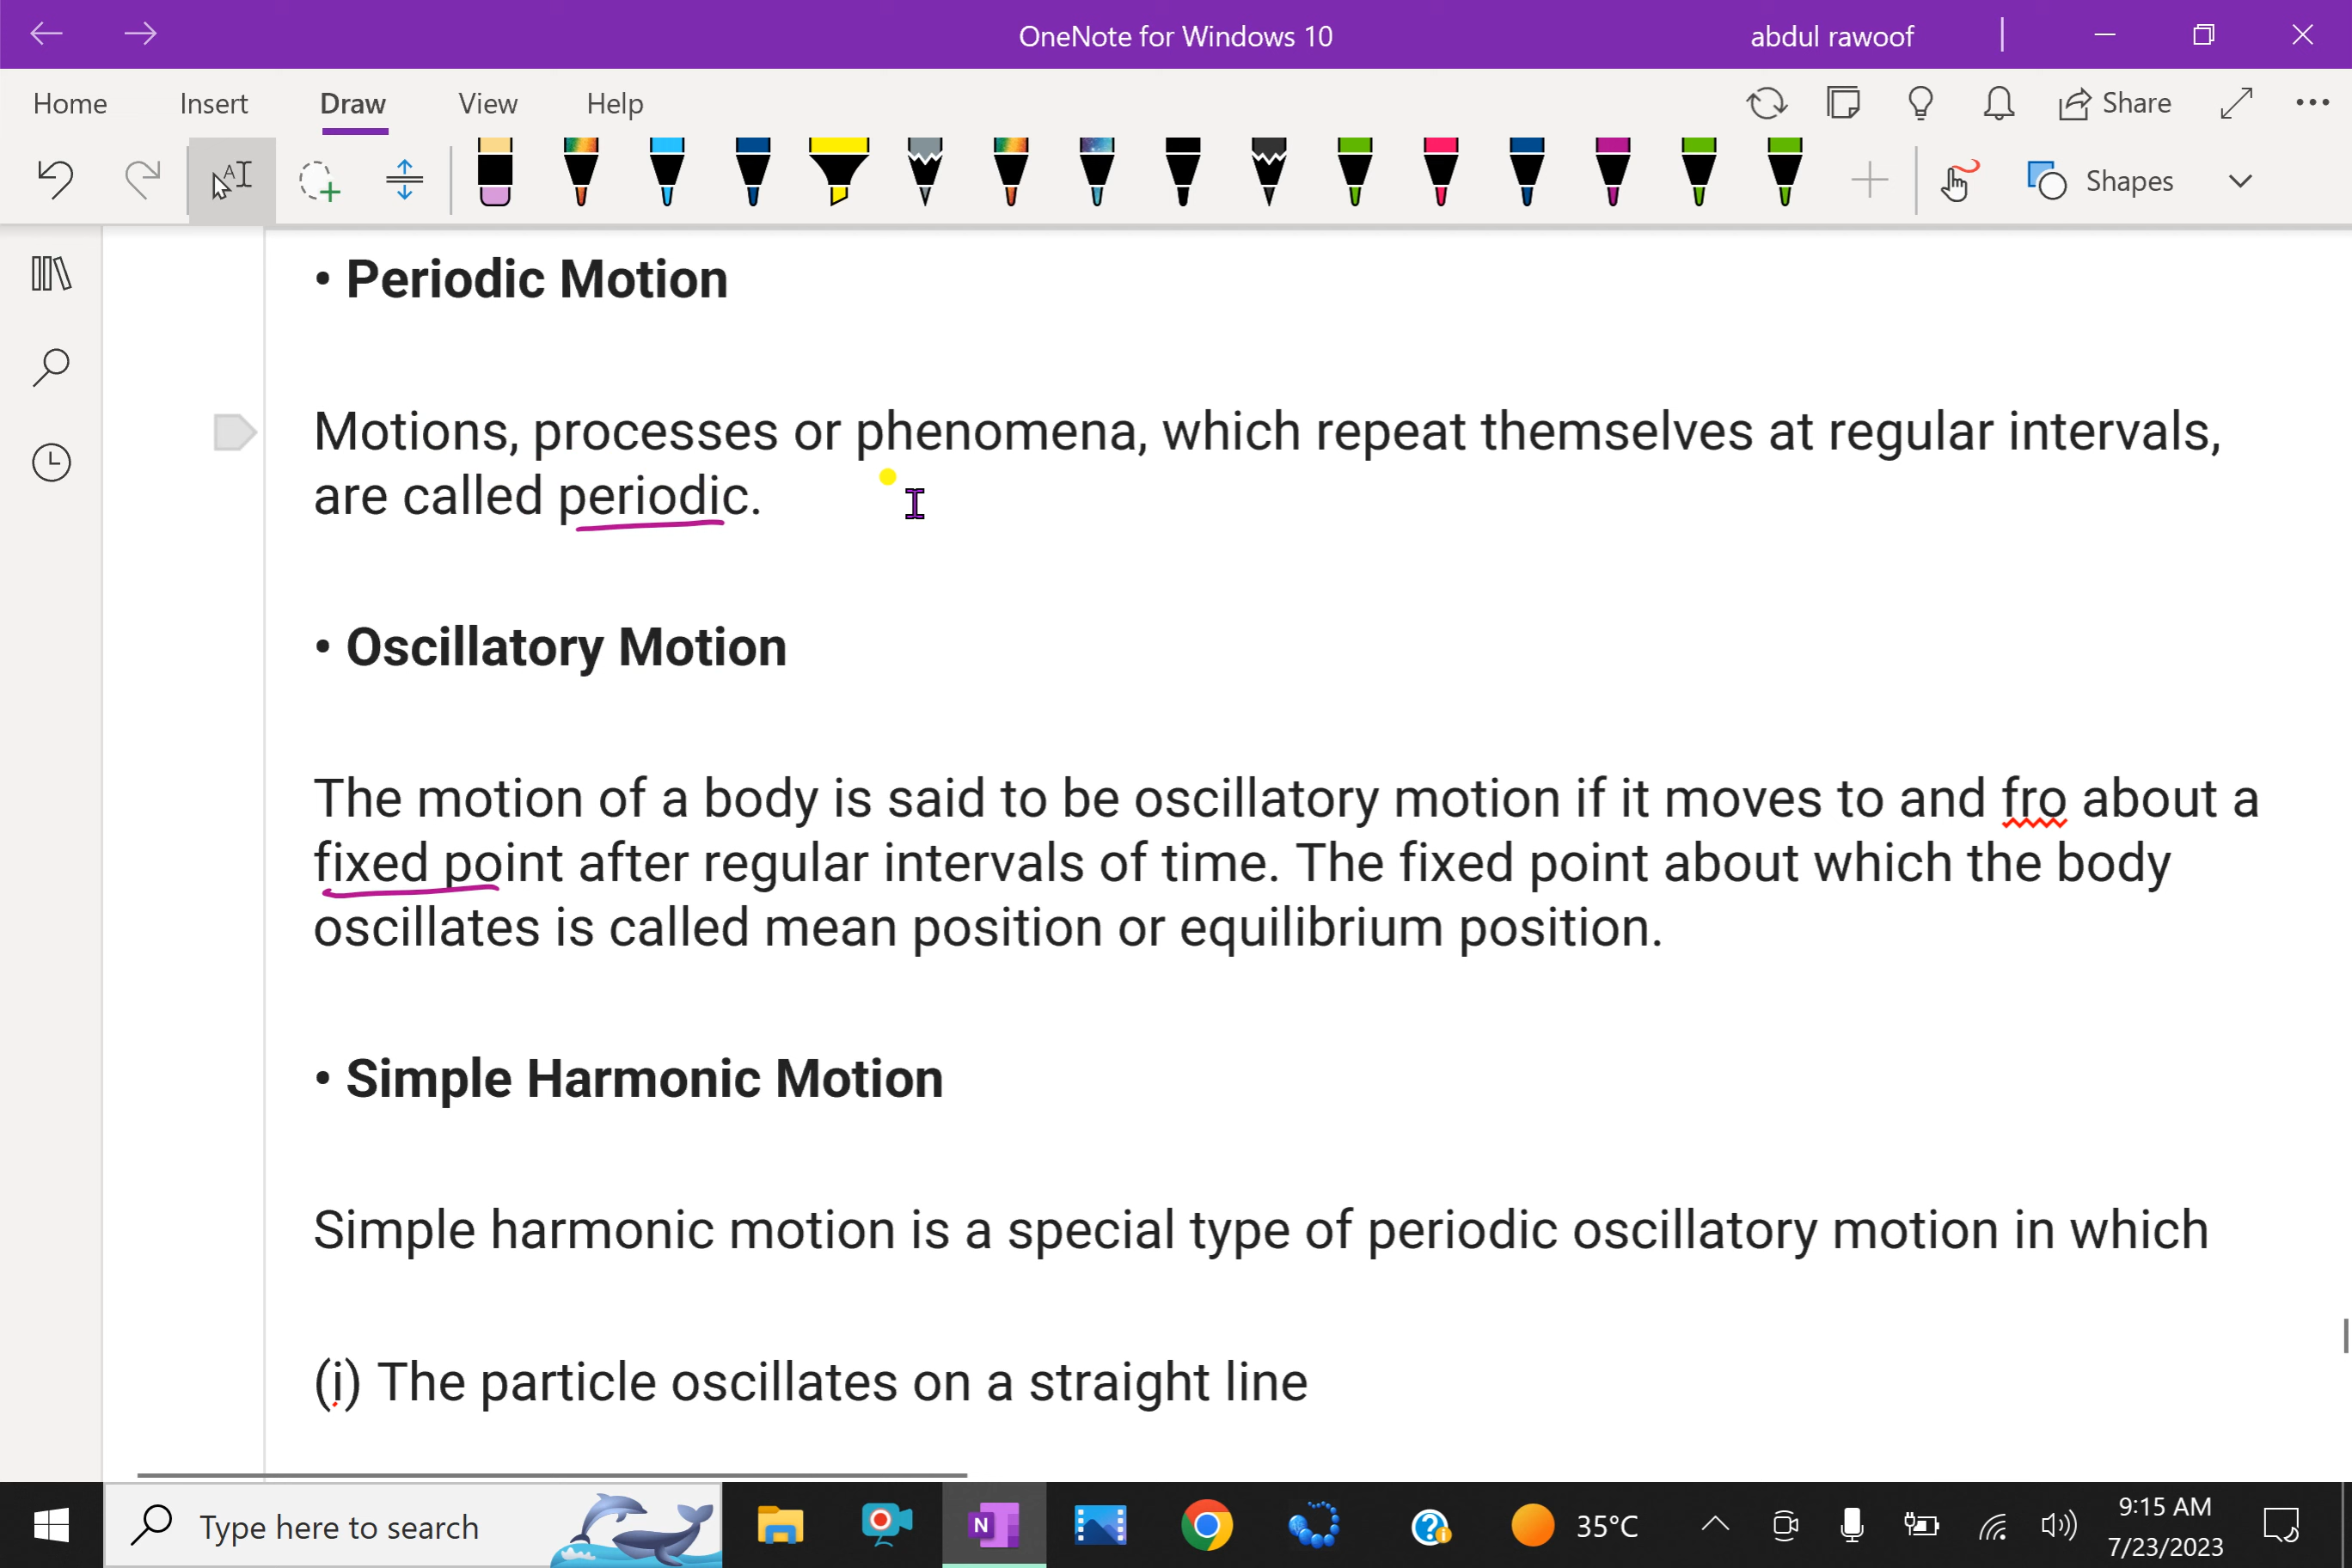 OneNote for Windows 10
abdul rawoof
Home Insert Draw View Help
Share
Shapes
• Periodic Motion
Motions, processes or phenomena, which repeat themselves at regular intervals,
are called periodic.
• Oscillatory Motion
The motion of a body is said to be oscillatory motion if it moves to and fro about a
fixed point after regular intervals of time. The fixed point about which the body
oscillates is called mean position or equilibrium position.
• Simple Harmonic Motion
Simple harmonic motion is a special type of periodic oscillatory motion in which
(i) The particle oscillates on a straight line
Type here to search
N
35°C
9:15 AM
7/23/2023